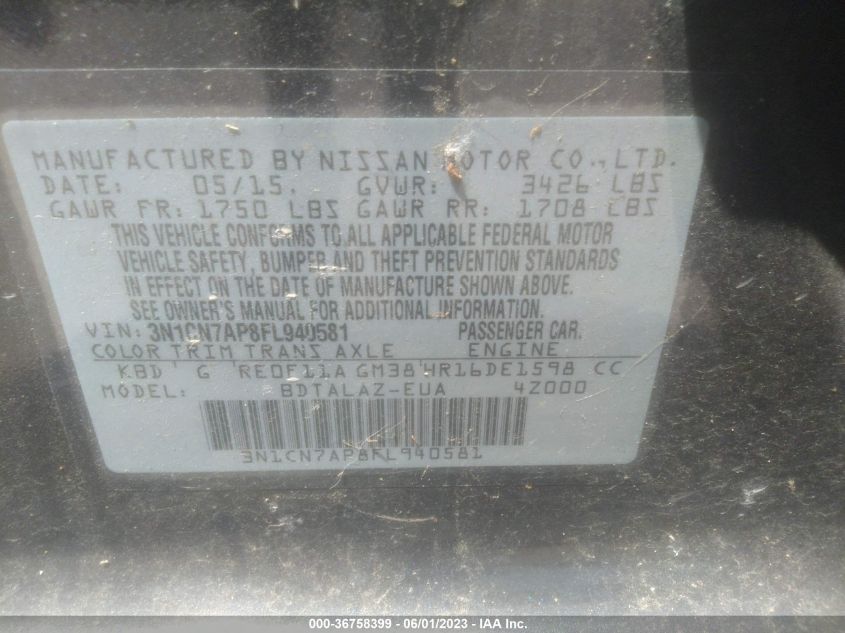 MANUFACTURED BY NISSAN MOTOR CO., LTD.
DATE: 05/15. GVWR: 3426 LBS
GAWR FR: 1750 LBS GAWR RR: 1708 LBS
THIS VEHICLE CONFORMS TO ALL APPLICABLE FEDERAL MOTOR
VEHICLE SAFETY, BUMPER AND THEFT PREVENTION STANDARDS
IN EFFECT ON THE DATE OF MANUFACTURE SHOWN ABOVE.
SEE OWNER'S MANUAL FOR ADDITIONAL INFORMATION.
VIN: 3N1CN7AP8FL940581 PASSENGER CAR.
COLOR TRIM TRANS AXLE ENGINE
KBD ' G 'RE0F11A GM38'HR16DE1598 CC
MODEL: BDTALAZ-EUA 4Z000
3N1CN7AP8FL940581
000-36758399 - 06/01/2023 - IAA Inc.